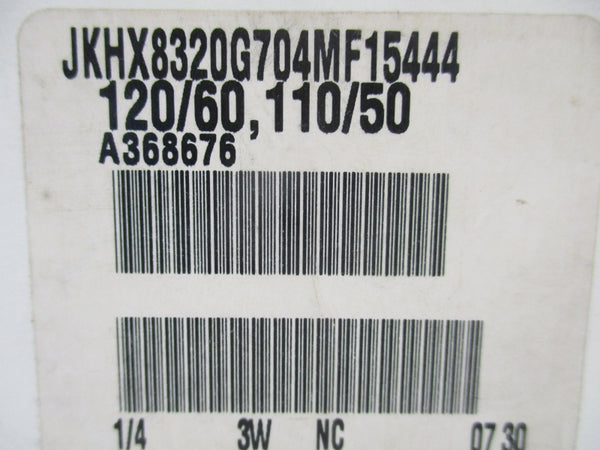 JKHX8320G704MF15444
120/60, 110/50
A368676
1/4 3W NC 07 30